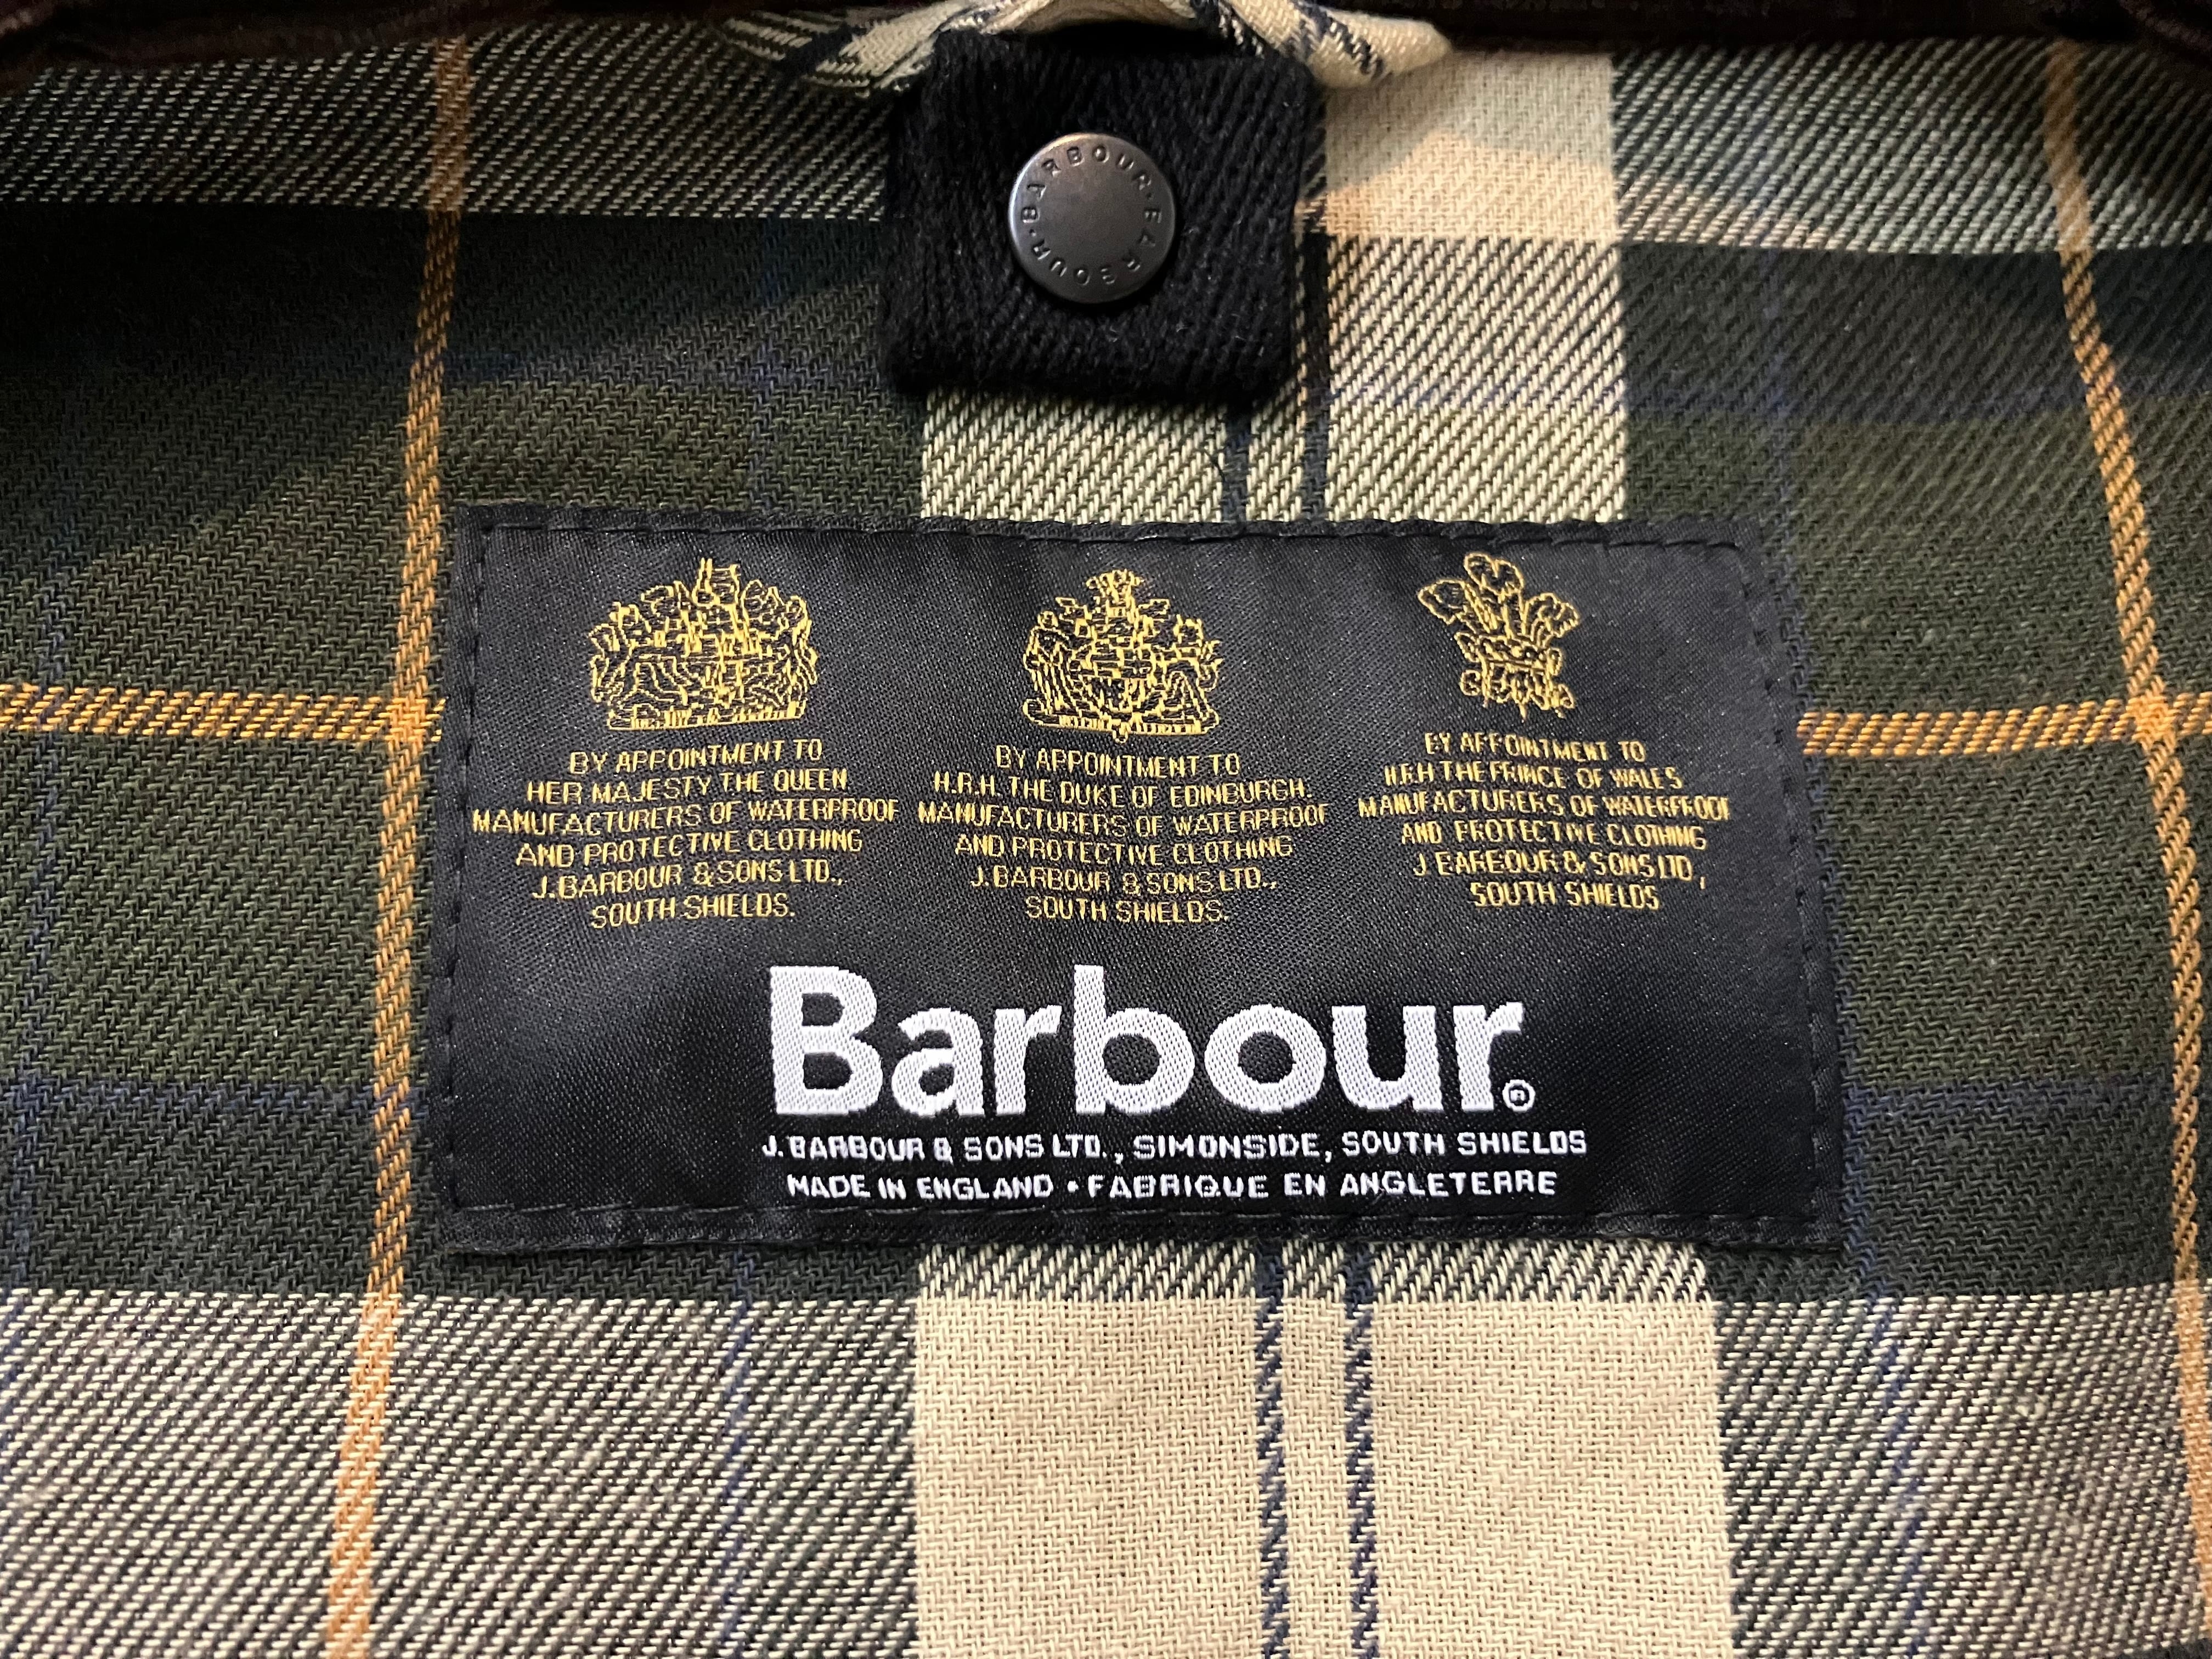 BARBOUR · BARBOUR ·
BY APPOINTMENT TO
HER MAJESTY THE QUEEN
MANUFACTURERS OF WATERPROOF
AND PROTECTIVE CLOTHING
J. BARBOUR & SONS LTD.,
SOUTH SHIELDS.
BY APPOINTMENT TO
H.R.H. THE DUKE OF EDINBURGH.
MANUFACTURERS OF WATERPROOF
AND PROTECTIVE CLOTHING
J. BARBOUR & SONS LTD.,
SOUTH SHIELDS.
BY APPOINTMENT TO
H.R.H THE PRINCE OF WALES
MANUFACTURERS OF WATERPROOF
AND PROTECTIVE CLOTHING
J BARBOUR & SONS LTD,
SOUTH SHIELDS
Barbour®
J. BARBOUR & SONS LTD., SIMONSIDE, SOUTH SHIELDS
MADE IN ENGLAND • FABRIQUE EN ANGLETERRE